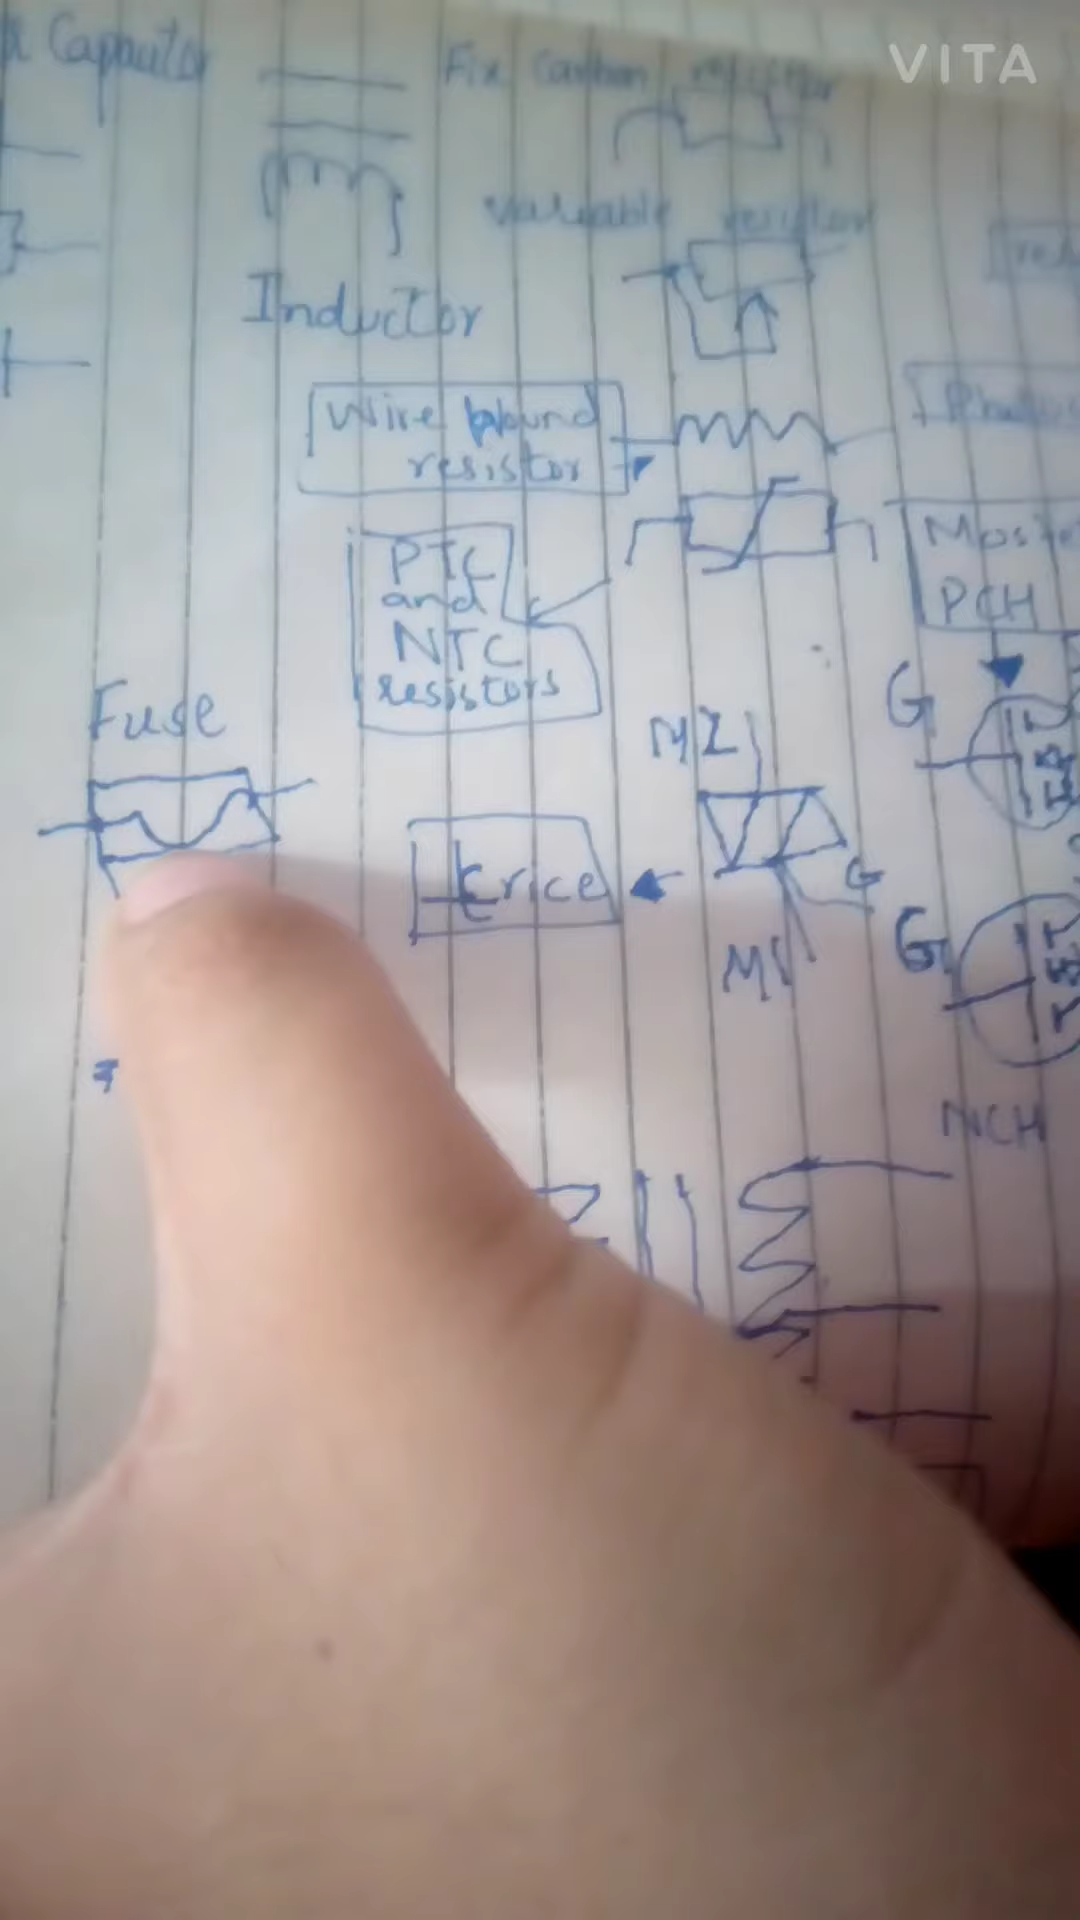 Capacitor
VITA
Fix Carbon resistor
variable resistor
Inductor
Wire Wound
resistor
PTC
and
NTC
resistors
PCH
Fuse
M2
G
trice
G
M1
G
NCH